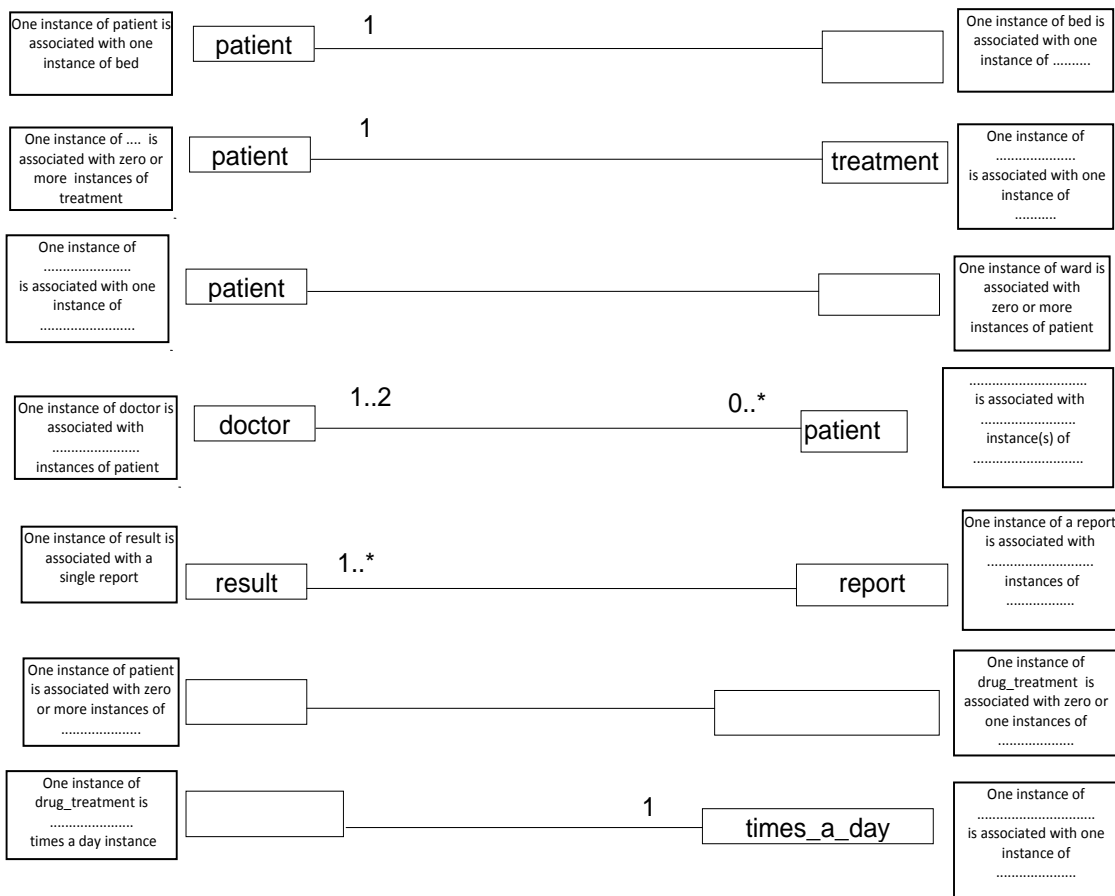 One instance of patient is
associated with one
instance of bed
patient
1
One instance of bed is
associated with one
instance of ..........
One instance of .... is
associated with zero or
more instances of
treatment
patient
1
treatment
One instance of
.....................
is associated with one
instance of
...........
One instance of
.......................
is associated with one
instance of
.........................
patient
One instance of ward is
associated with
zero or more
instances of patient
One instance of doctor is
associated with
.......................
instances of patient
doctor
1..2
0..*
patient
...............................
is associated with
.......................
instance(s) of
.............................
One instance of result is
associated with a
single report
result
1..*
report
One instance of a report
is associated with
............................
instances of
..................
One instance of patient
is associated with zero
or more instances of
.....................
One instance of
drug_treatment is
associated with zero or
one instances of
....................
One instance of
drug_treatment is
......................
times a day instance
1
times_a_day
One instance of
...............................
is associated with one
instance of
.....................